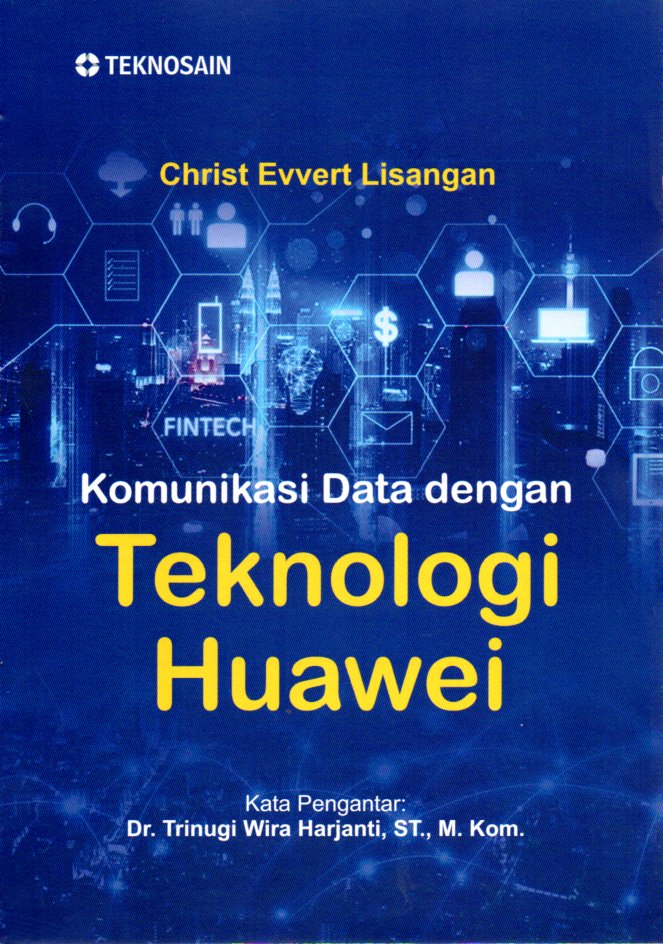 TEKNOSAIN
Christ Evvert Lisangan
$
FINTECH
Komunikasi Data dengan
Teknologi
Huawei
Kata Pengantar:
Dr. Trinugi Wira Harjanti, ST., M. Kom.